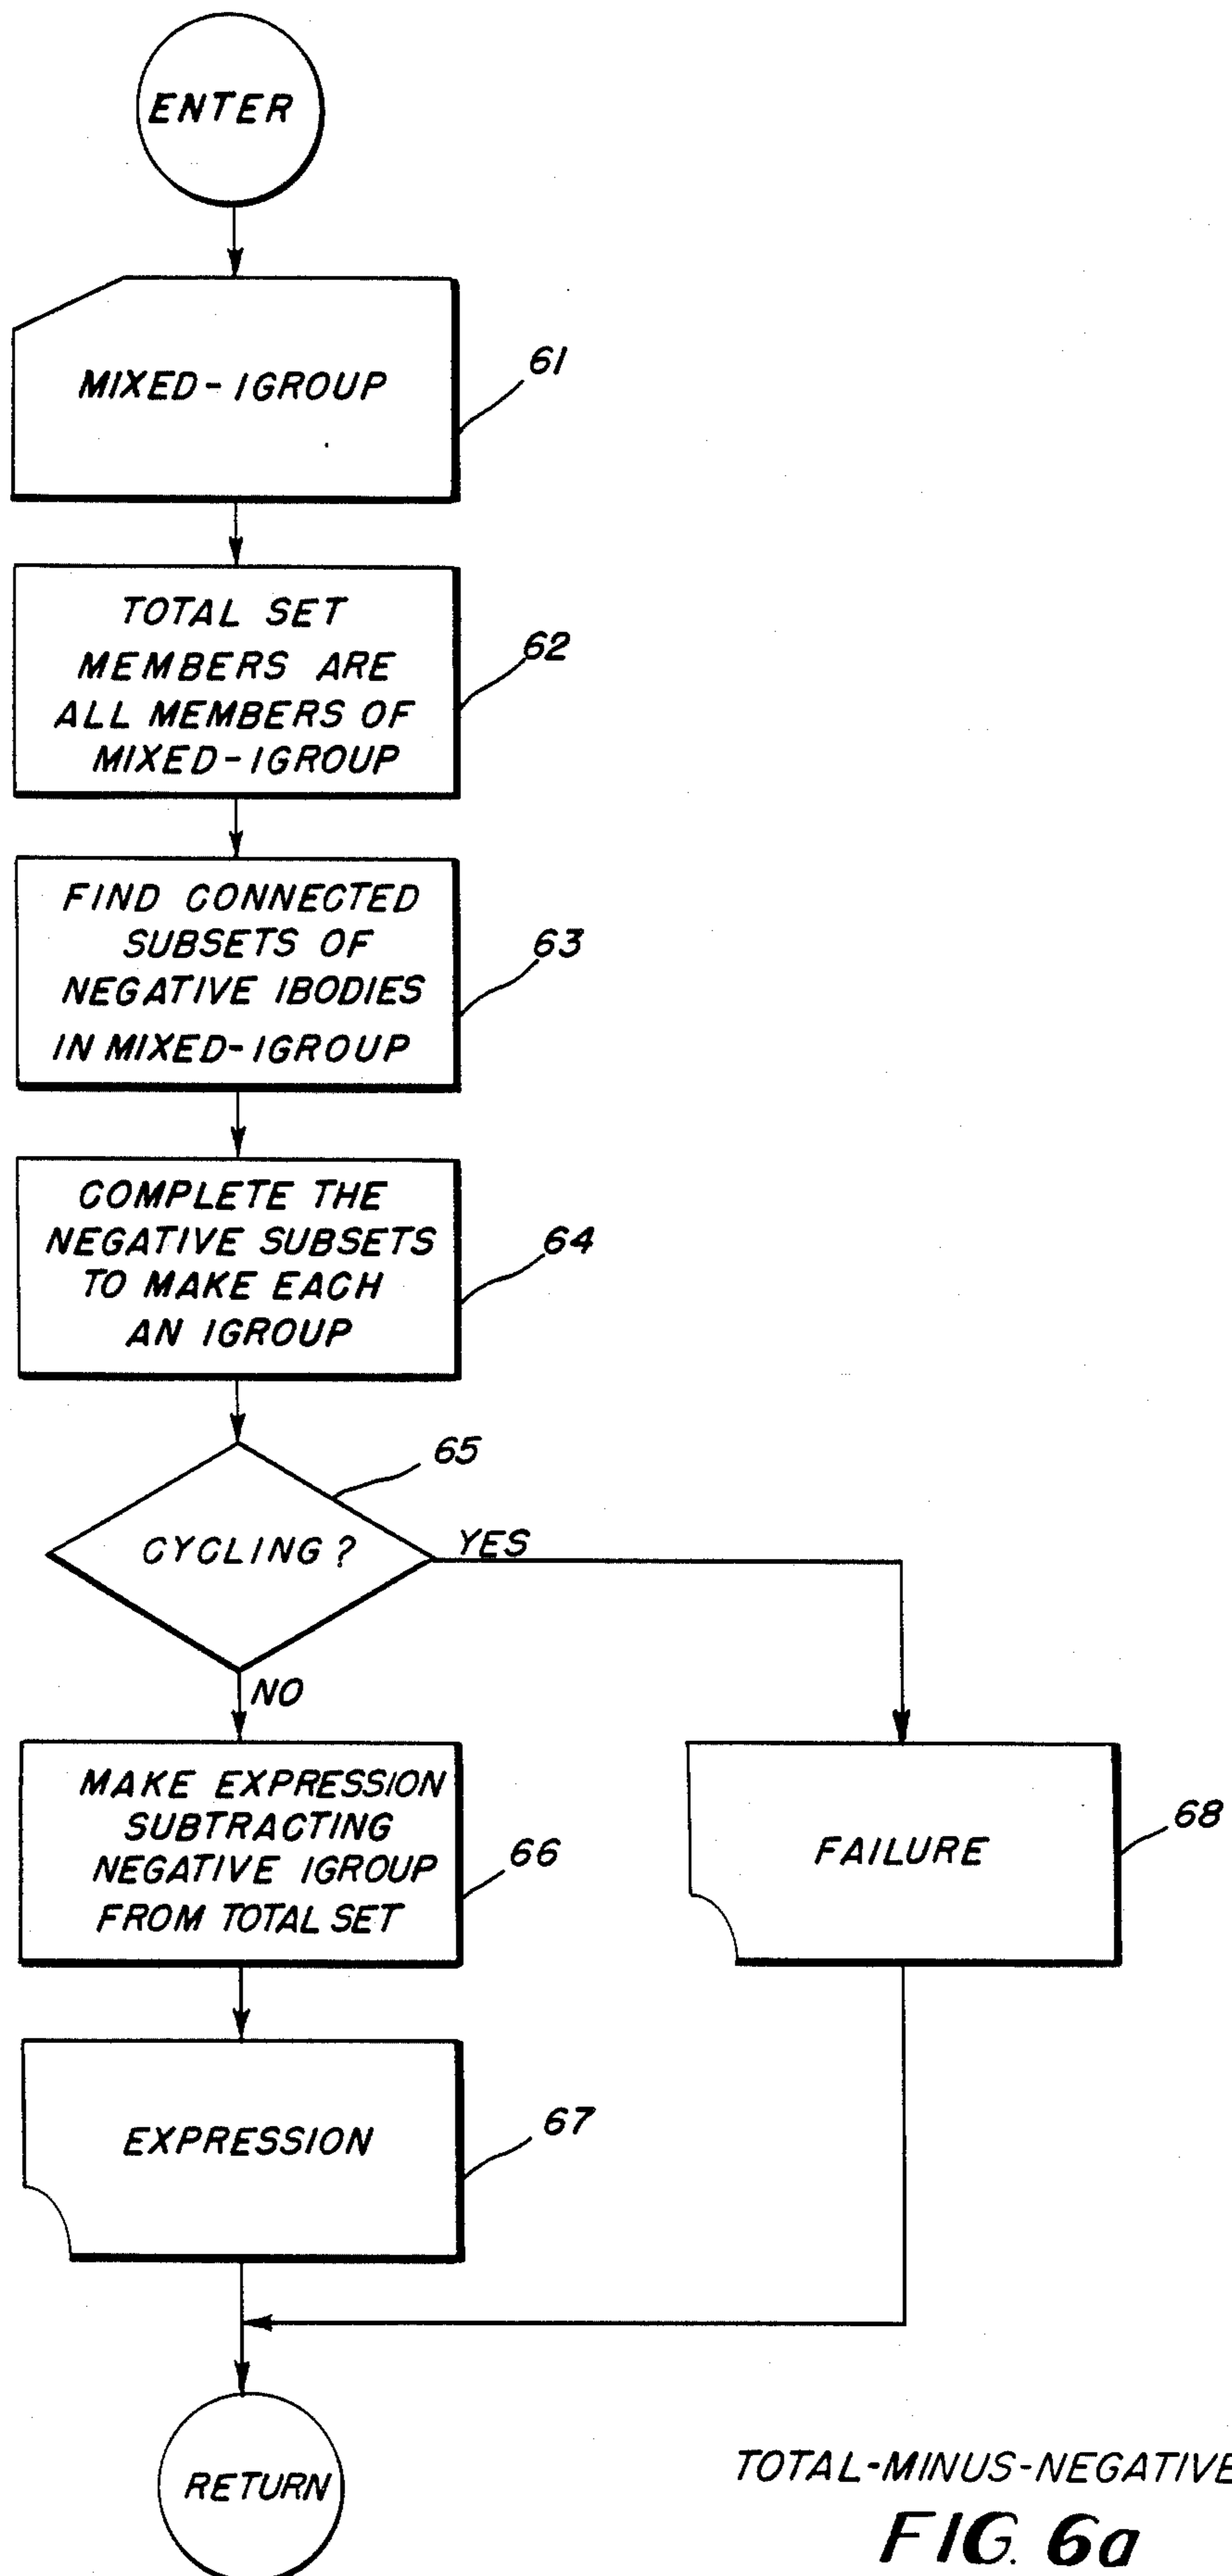 ENTER
MIXED-IGROUP
61
TOTAL SET
MEMBERS ARE
ALL MEMBERS OF
MIXED-IGROUP
62
FIND CONNECTED
SUBSETS OF
NEGATIVE IBODIES
IN MIXED-IGROUP
63
COMPLETE THE
NEGATIVE SUBSETS
TO MAKE EACH
AN IGROUP
64
65
CYCLING?
YES
NO
MAKE EXPRESSION
SUBTRACTING
NEGATIVE IGROUP
FROM TOTAL SET
66
FAILURE
68
EXPRESSION
67
RETURN
TOTAL-MINUS-NEGATIVE
FIG. 6a